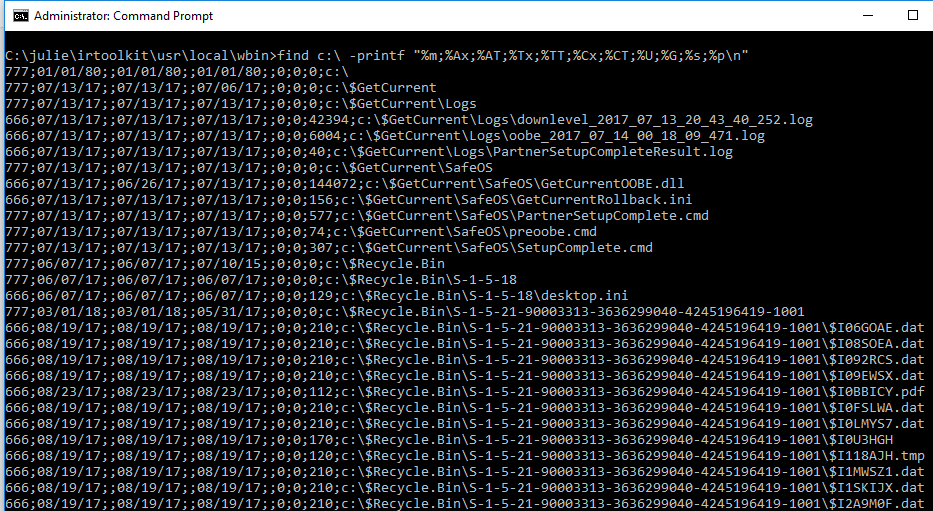 Administrator: Command Prompt
C:\julie\irtoolkit\usr\local\wbin>find c:\ -printf "%m;%Ax;%AT;%Tx;%TT;%Cx;%CT;%U;%G;%s;%p\n"
777;01/01/80;;01/01/80;;01/01/80;;0;0;0;c:\
777;07/13/17;;07/13/17;;07/06/17;;0;0;0;c:\$GetCurrent
777;07/13/17;;07/13/17;;07/13/17;;0;0;0;c:\$GetCurrent\Logs
666;07/13/17;;07/13/17;;07/13/17;;0;0;42394;c:\$GetCurrent\Logs\downlevel_2017_07_13_20_43_40_252.log
666;07/13/17;;07/13/17;;07/13/17;;0;0;6004;c:\$GetCurrent\Logs\oobe_2017_07_14_00_18_09_471.log
666;07/13/17;;07/13/17;;07/13/17;;0;0;40;c:\$GetCurrent\Logs\PartnerSetupCompleteResult.log
777;07/13/17;;07/13/17;;07/13/17;;0;0;0;c:\$GetCurrent\SafeOS
666;07/13/17;;06/26/17;;07/13/17;;0;0;144072;c:\$GetCurrent\SafeOS\GetCurrentOOBE.dll
666;07/13/17;;07/13/17;;07/13/17;;0;0;156;c:\$GetCurrent\SafeOS\GetCurrentRollback.ini
777;07/13/17;;07/13/17;;07/13/17;;0;0;577;c:\$GetCurrent\SafeOS\PartnerSetupComplete.cmd
777;07/13/17;;07/13/17;;07/13/17;;0;0;74;c:\$GetCurrent\SafeOS\preoobe.cmd
777;07/13/17;;07/13/17;;07/13/17;;0;0;307;c:\$GetCurrent\SafeOS\SetupComplete.cmd
777;06/07/17;;06/07/17;;07/10/15;;0;0;0;c:\$Recycle.Bin
777;06/07/17;;06/07/17;;06/07/17;;0;0;0;c:\$Recycle.Bin\S-1-5-18
666;06/07/17;;06/07/17;;06/07/17;;0;0;129;c:\$Recycle.Bin\S-1-5-18\desktop.ini
777;03/01/18;;03/01/18;;05/31/17;;0;0;0;c:\$Recycle.Bin\S-1-5-21-90003313-3636299040-4245196419-1001
666;08/19/17;;08/19/17;;08/19/17;;0;0;210;c:\$Recycle.Bin\S-1-5-21-90003313-3636299040-4245196419-1001\$I06GOAE.dat
666;08/19/17;;08/19/17;;08/19/17;;0;0;210;c:\$Recycle.Bin\S-1-5-21-90003313-3636299040-4245196419-1001\$I08SOEA.dat
666;08/19/17;;08/19/17;;08/19/17;;0;0;210;c:\$Recycle.Bin\S-1-5-21-90003313-3636299040-4245196419-1001\$I092RCS.dat
666;08/19/17;;08/19/17;;08/19/17;;0;0;210;c:\$Recycle.Bin\S-1-5-21-90003313-3636299040-4245196419-1001\$I09EWSX.dat
666;08/23/17;;08/23/17;;08/23/17;;0;0;112;c:\$Recycle.Bin\S-1-5-21-90003313-3636299040-4245196419-1001\$I0BBICY.pdf
666;08/19/17;;08/19/17;;08/19/17;;0;0;210;c:\$Recycle.Bin\S-1-5-21-90003313-3636299040-4245196419-1001\$I0FSLWA.dat
666;08/19/17;;08/19/17;;08/19/17;;0;0;210;c:\$Recycle.Bin\S-1-5-21-90003313-3636299040-4245196419-1001\$I0LMYS7.dat
666;08/19/17;;08/19/17;;08/19/17;;0;0;170;c:\$Recycle.Bin\S-1-5-21-90003313-3636299040-4245196419-1001\$I0U3HGH
666;08/19/17;;08/19/17;;08/19/17;;0;0;120;c:\$Recycle.Bin\S-1-5-21-90003313-3636299040-4245196419-1001\$I118AJH.tmp
666;08/19/17;;08/19/17;;08/19/17;;0;0;210;c:\$Recycle.Bin\S-1-5-21-90003313-3636299040-4245196419-1001\$I1MWSZ1.dat
666;08/19/17;;08/19/17;;08/19/17;;0;0;210;c:\$Recycle.Bin\S-1-5-21-90003313-3636299040-4245196419-1001\$I1SKIJX.dat
666;08/19/17;;08/19/17;;08/19/17;;0;0;210;c:\$Recycle.Bin\S-1-5-21-90003313-3636299040-4245196419-1001\$I2A9M0F.dat